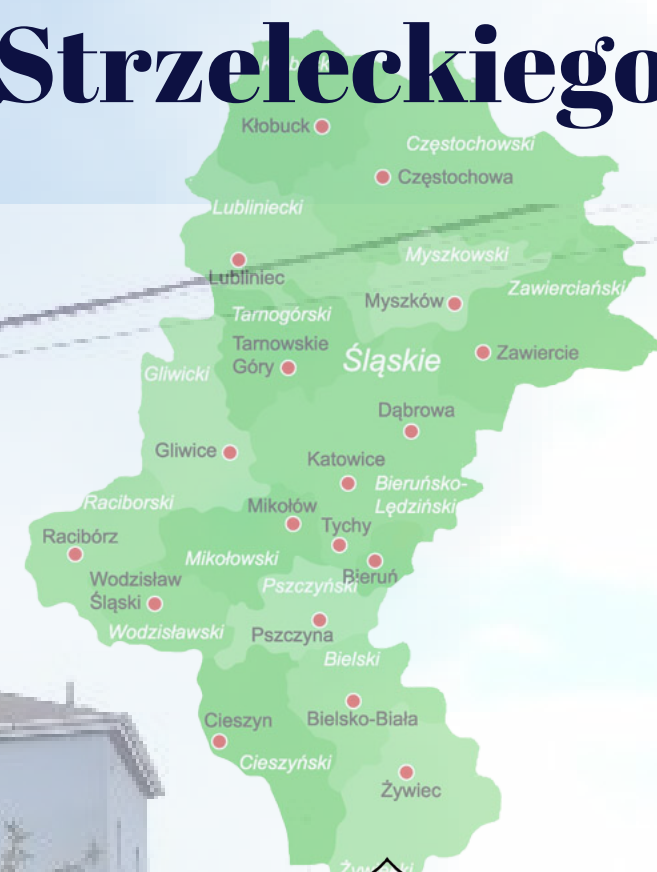 Strzeleckiego
Kłobuck
Częstochowski
Częstochowa
Lubliniecki
Lubliniec
Myszkowski
Zawierciański
Myszków
Tarnogórski
Tarnowskie
Góry
Śląskie
Zawiercie
Gliwicki
Dąbrowa
Gliwice
Katowice
Bieruńsko-
Lędziński
Raciborski
Mikołów
Tychy
Racibórz
Mikołowski
Bieruń
Wodzisław
Śląski
Pszczyński
Wodzisławski
Pszczyna
Bielski
Cieszyn
Bielsko-Biała
Cieszyński
Żywiec